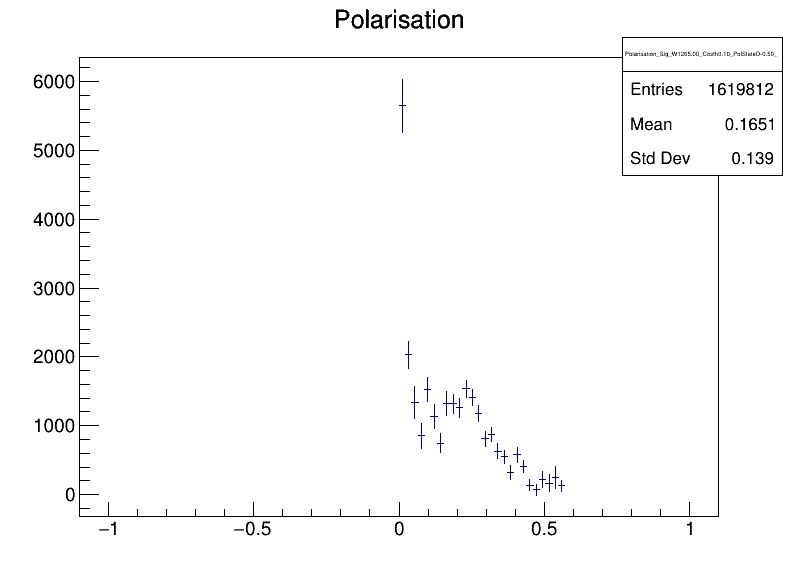 Polarisation
Polarisation_Sig_W1265.00_Costh0.10_PolStateD-0.50_
Entries 1619812
Mean 0.1651
Std Dev 0.139
6000
5000
4000
3000
2000
1000
0
−1 −0.5 0 0.5 1